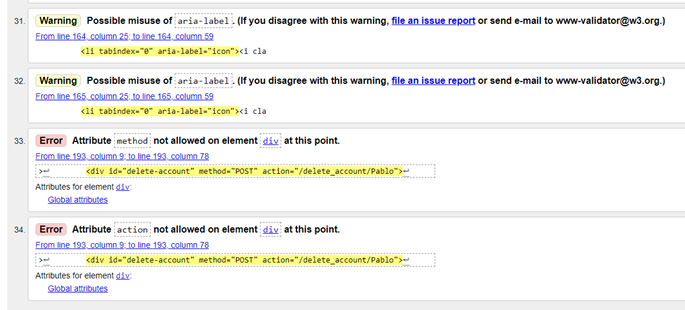 31. Warning Possible misuse of aria-label. (If you disagree with this warning, file an issue report or send e-mail to www-validator@w3.org.)
From line 164, column 25; to line 165, column 59
<li tabindex="0" aria-label="icon"><i cla
32. Warning Possible misuse of aria-label. (If you disagree with this warning, file an issue report or send e-mail to www-validator@w3.org.)
From line 165, column 25; to line 165, column 59
<li tabindex="0" aria-label="icon"><i cla
33. Error Attribute method not allowed on element div at this point.
From line 193, column 9; to line 193, column 78
>↩ <div id="delete-account" method="POST" action="/delete_account/Pablo">↩
Attributes for element div:
Global attributes
34. Error Attribute action not allowed on element div at this point.
From line 193, column 9; to line 193, column 78
>↩ <div id="delete-account" method="POST" action="/delete_account/Pablo">↩
Attributes for element div:
Global attributes